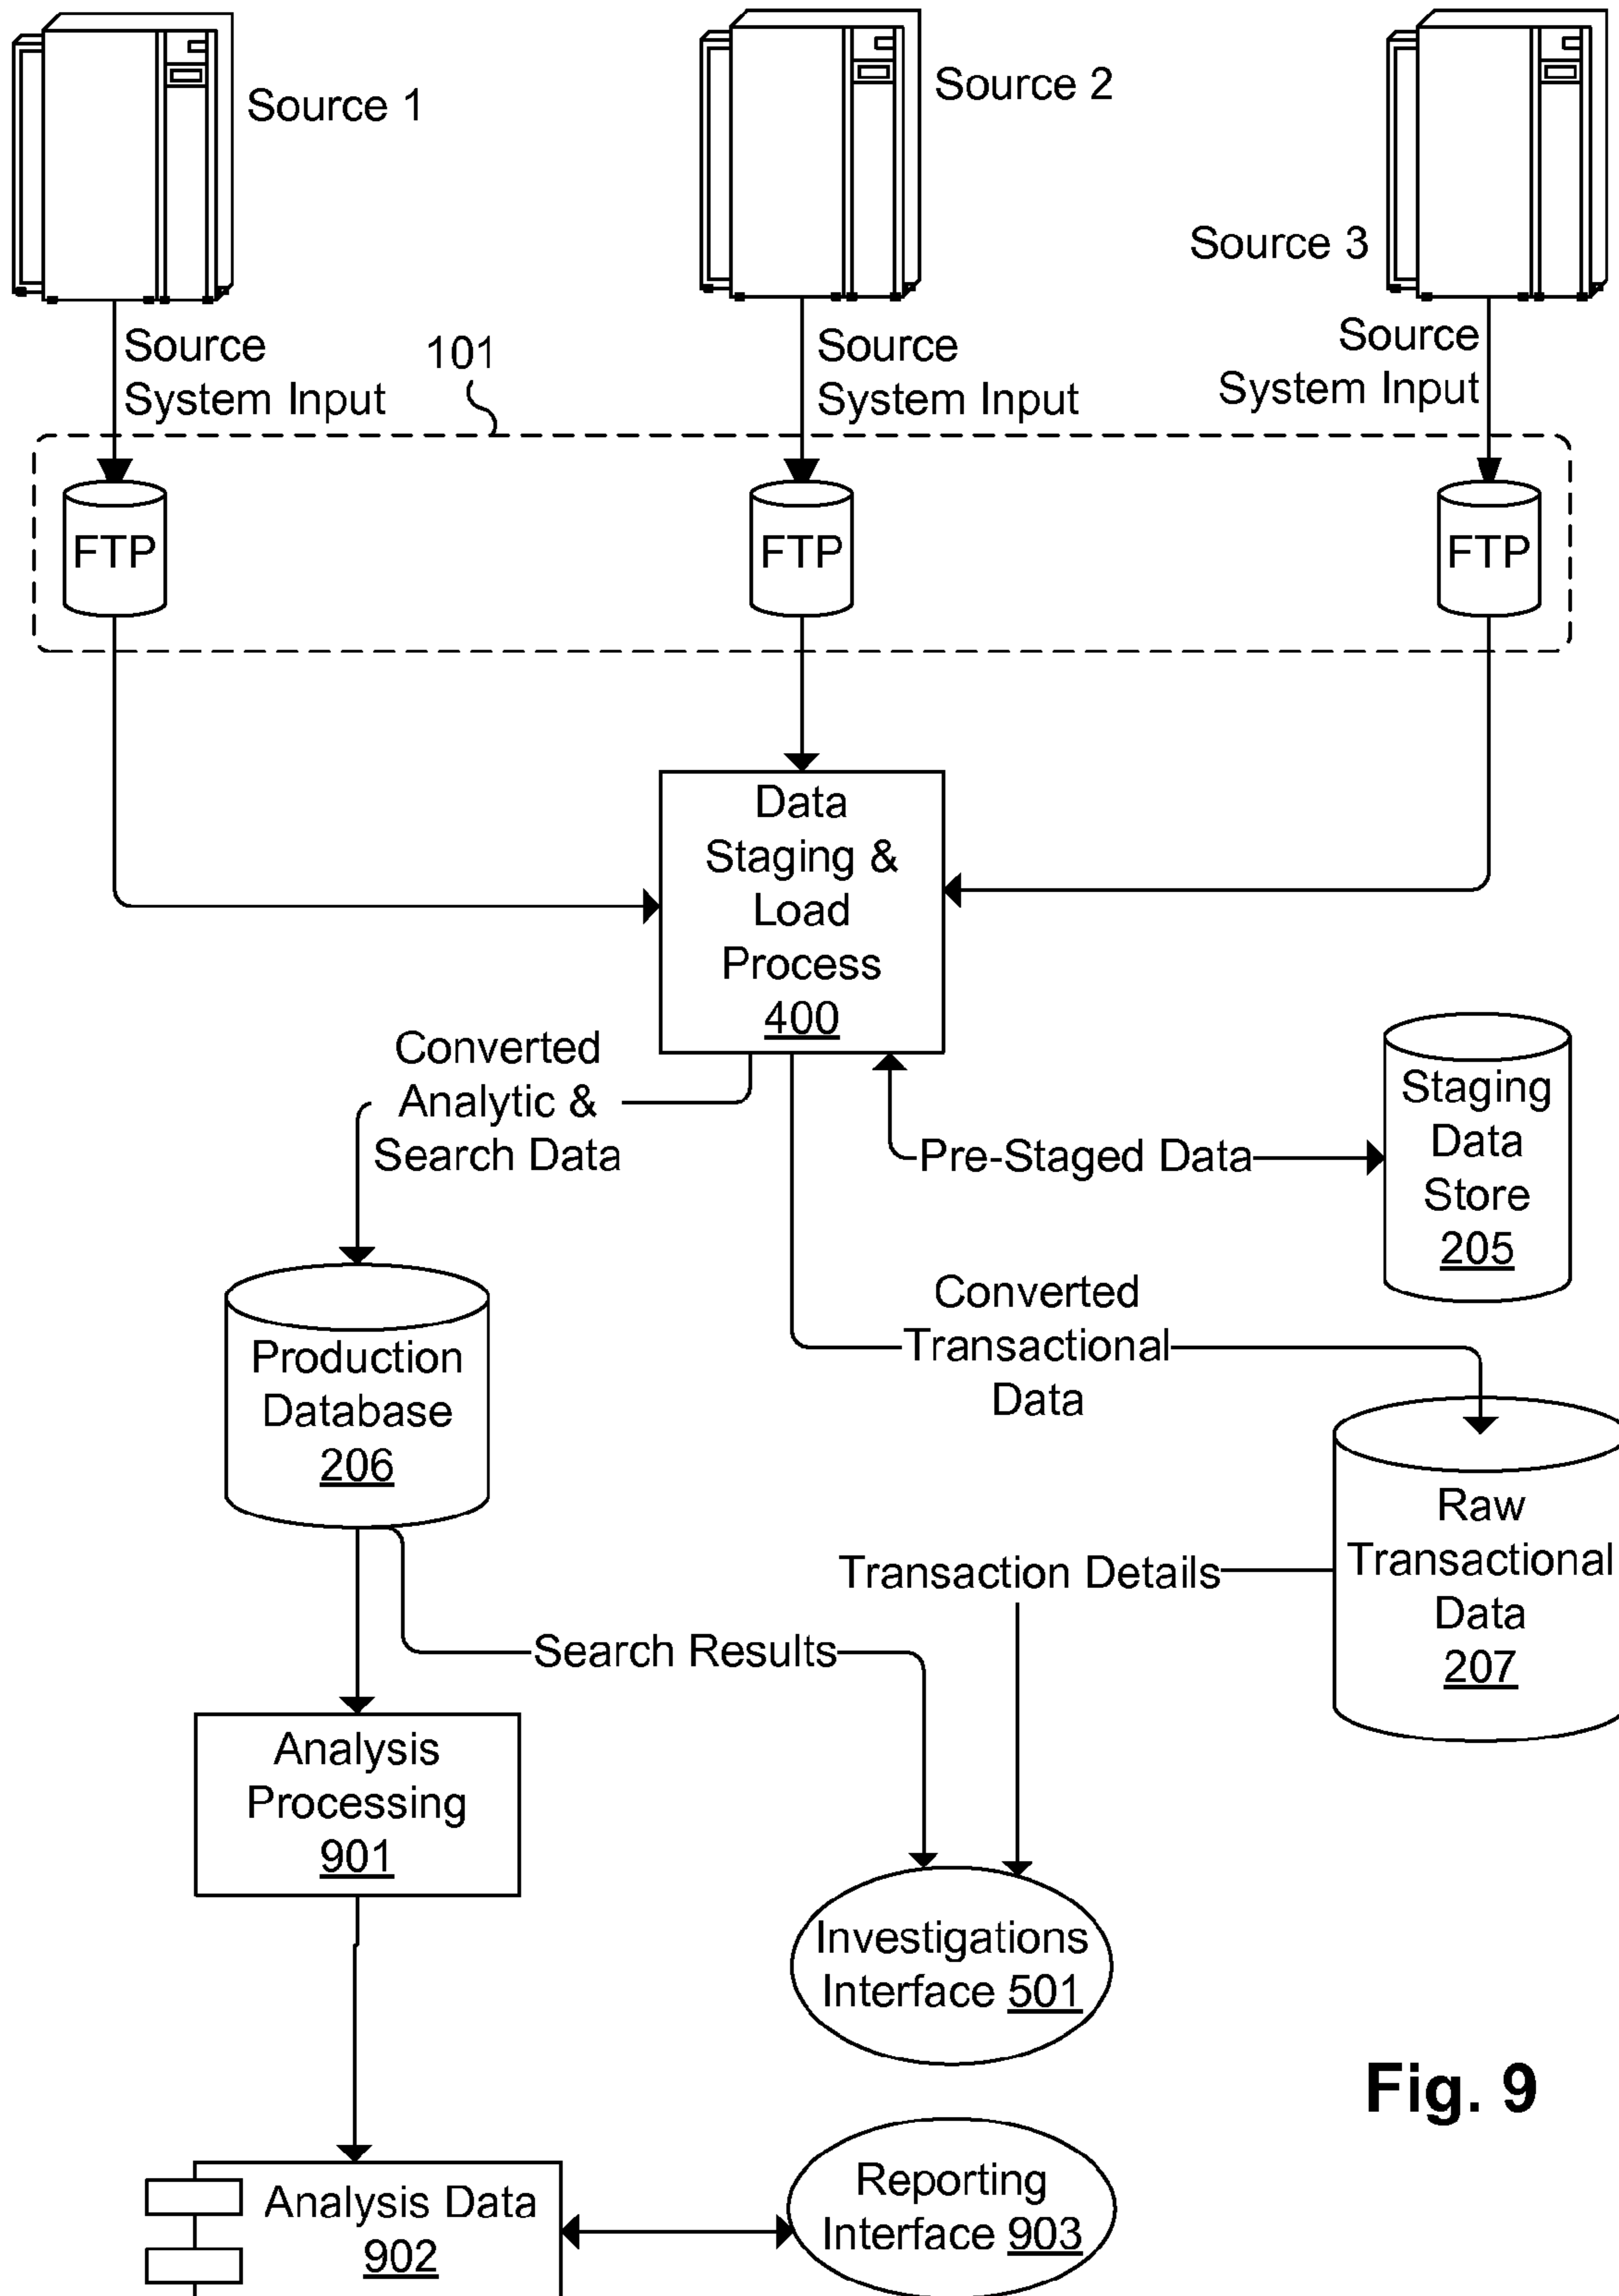 Source 1
Source 2
Source 3
Source
System Input
101
Source
System Input
Source
System Input
FTP
FTP
FTP
Data
Staging &
Load
Process
400
Converted
Analytic &
Search Data
Pre-Staged Data
Staging
Data
Store
205
Converted
Transactional
Data
Production
Database
206
Raw
Transactional
Data
207
Transaction Details
Search Results
Analysis
Processing
901
Investigations
Interface 501
Fig. 9
Analysis Data
902
Reporting
Interface 903